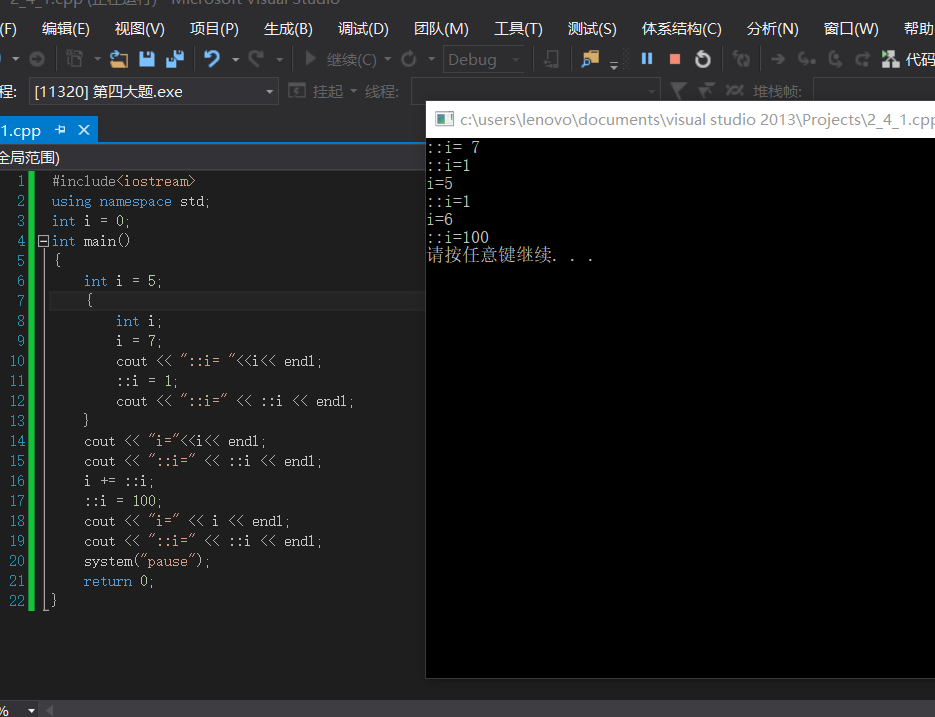 2_4_1.cpp (正在运行) - Microsoft Visual Studio
(F) 编辑(E) 视图(V) 项目(P) 生成(B) 调试(D) 团队(M) 工具(T) 测试(S) 体系结构(C) 分析(N) 窗口(W) 帮助
继续(C) Debug 代码
程: [11320] 第四大题.exe 挂起 线程: 堆栈帧:
1.cpp
全局范围)
1 #include<iostream>
2 using namespace std;
3 int i = 0;
4 int main()
5 {
6 int i = 5;
7 {
8 int i;
9 i = 7;
10 cout << "::i= "<<i<< endl;
11 ::i = 1;
12 cout << "::i=" << ::i << endl;
13 }
14 cout << "i="<<i<< endl;
15 cout << "::i=" << ::i << endl;
16 i += ::i;
17 ::i = 100;
18 cout << "i=" << i << endl;
19 cout << "::i=" << ::i << endl;
20 system("pause");
21 return 0;
22 }
%
c:\users\lenovo\documents\visual studio 2013\Projects\2_4_1.cpp
::i= 7
::i=1
i=5
::i=1
i=6
::i=100
请按任意键继续. . .